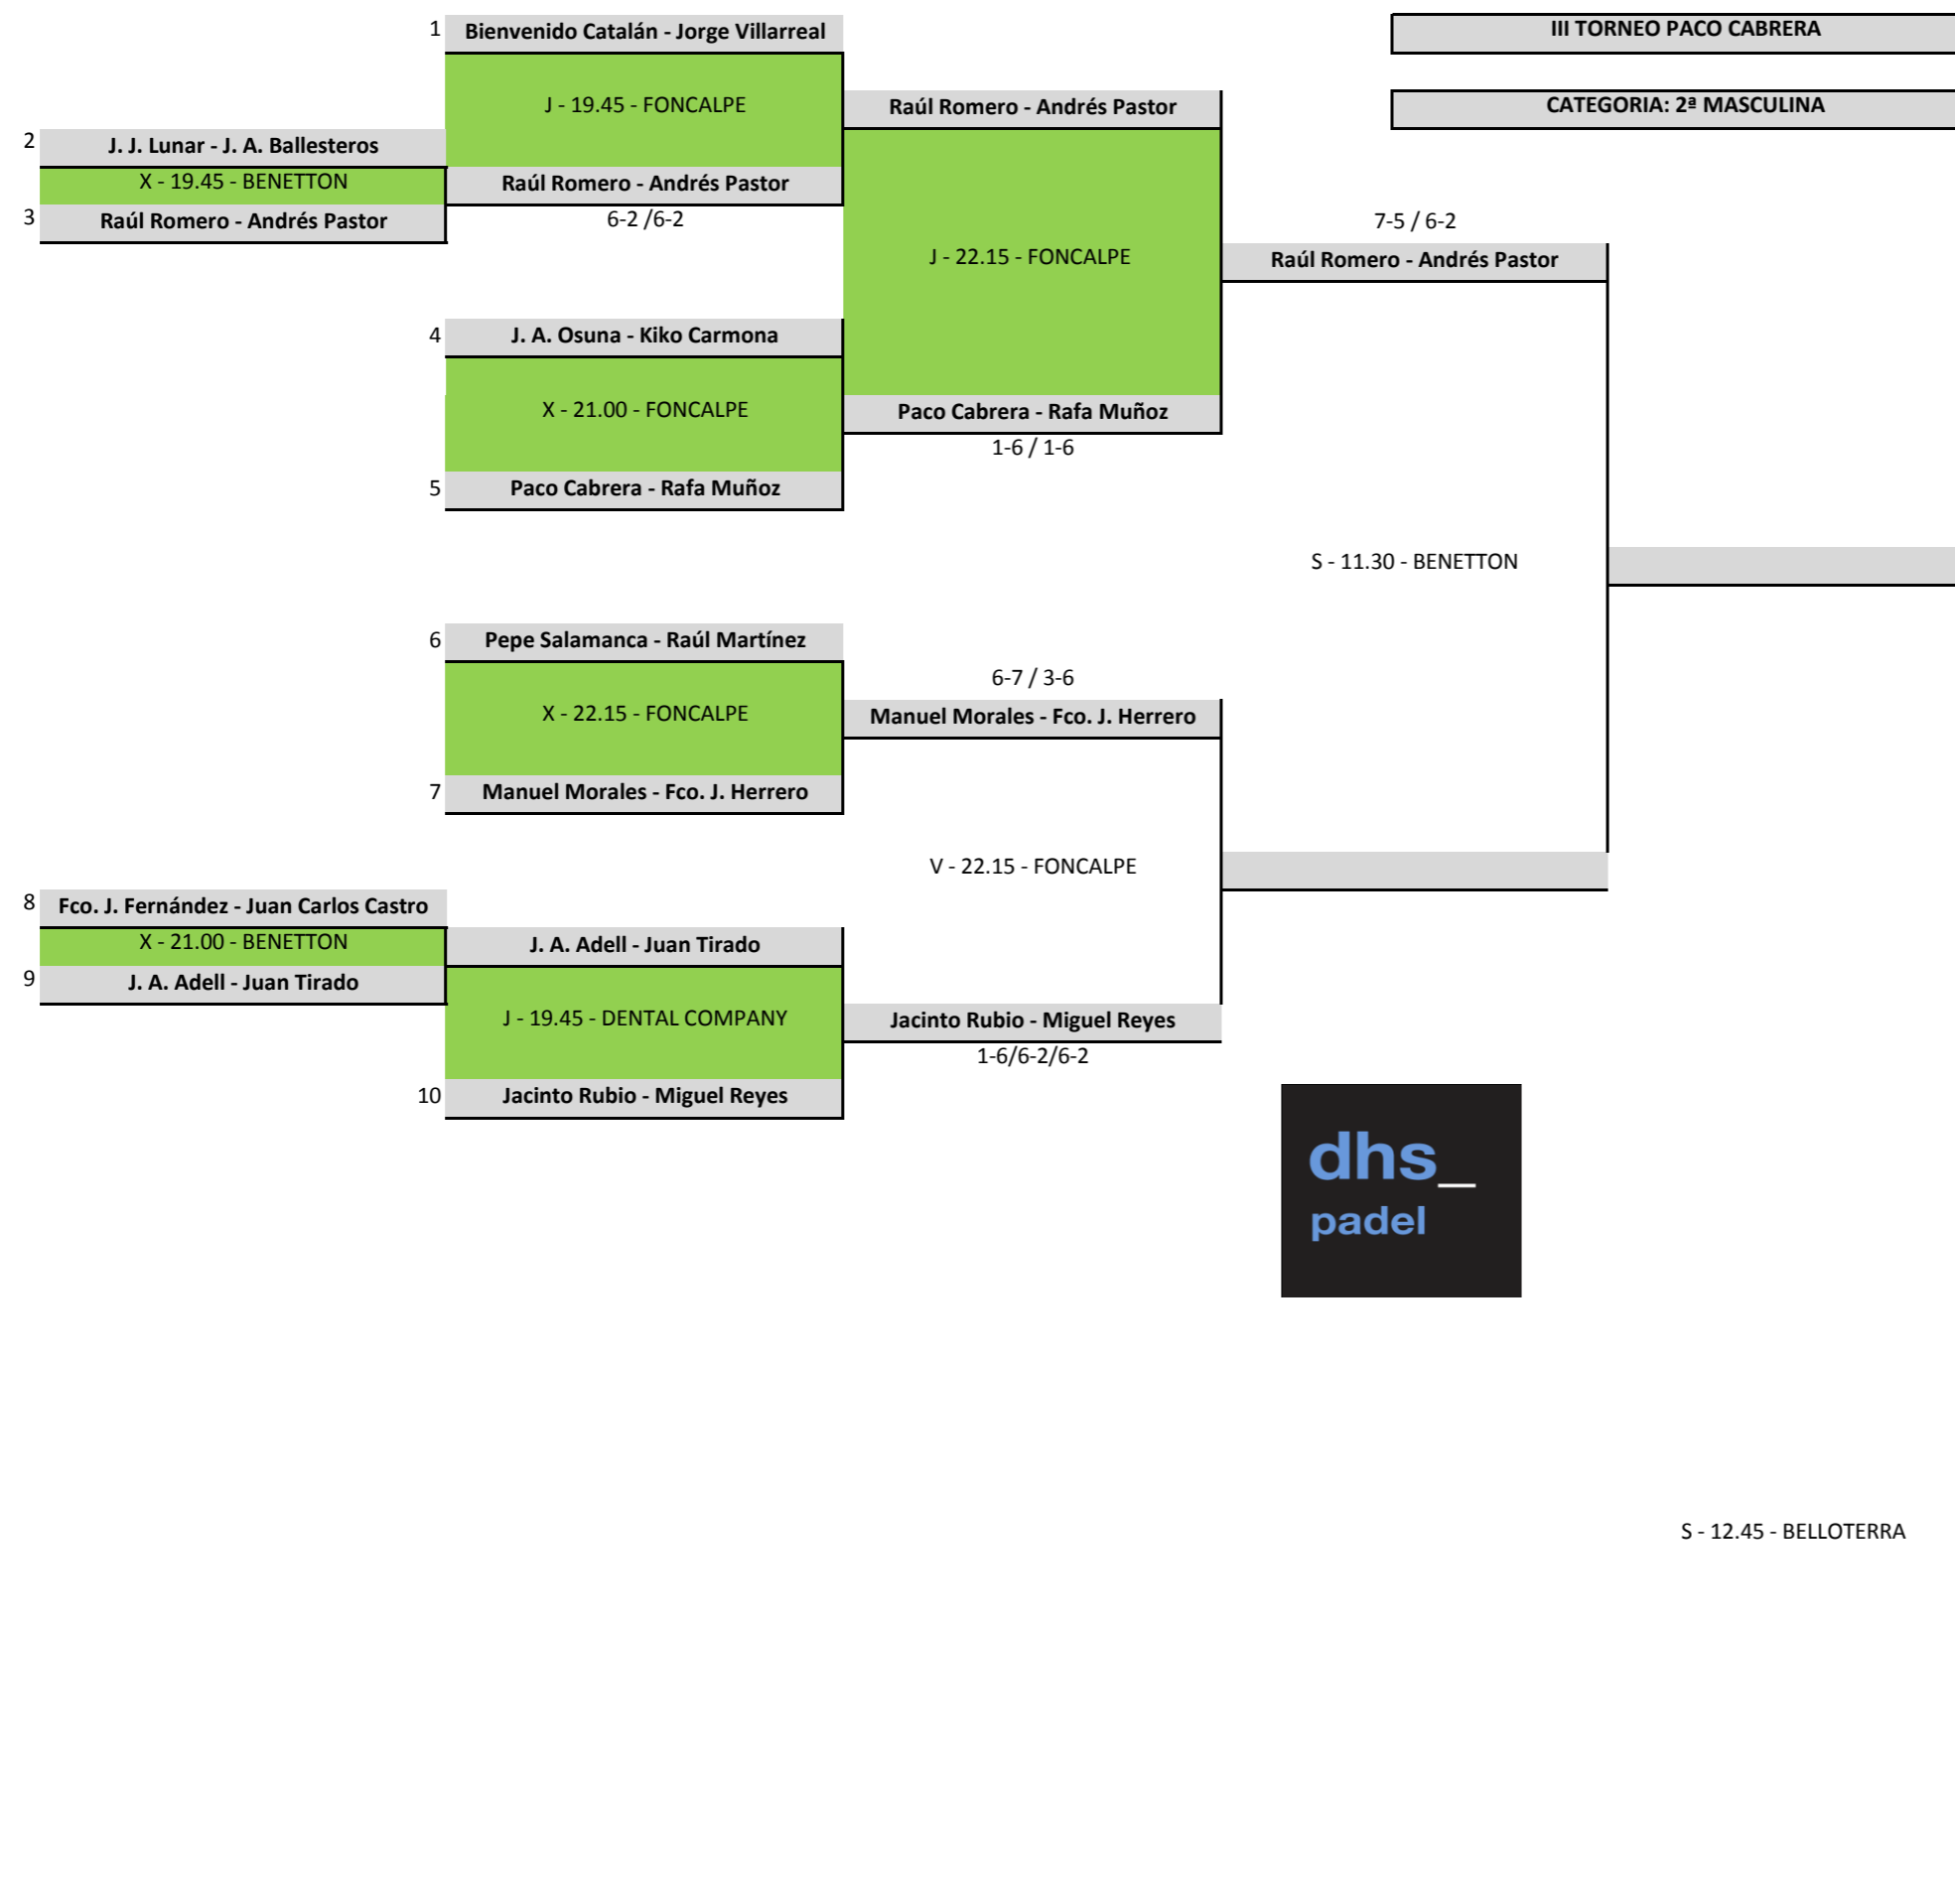 1 Bienvenido Catalán - Jorge Villarreal
III TORNEO PACO CABRERA
J - 19.45 - FONCALPE
Raúl Romero - Andrés Pastor
CATEGORIA: 2ª MASCULINA
2 J. J. Lunar - J. A. Ballesteros
X - 19.45 - BENETTON
Raúl Romero - Andrés Pastor
3 Raúl Romero - Andrés Pastor
6-2 /6-2
7-5 / 6-2
J - 22.15 - FONCALPE
Raúl Romero - Andrés Pastor
4 J. A. Osuna - Kiko Carmona
X - 21.00 - FONCALPE
Paco Cabrera - Rafa Muñoz
1-6 / 1-6
5 Paco Cabrera - Rafa Muñoz
S - 11.30 - BENETTON
6 Pepe Salamanca - Raúl Martínez
6-7 / 3-6
X - 22.15 - FONCALPE
Manuel Morales - Fco. J. Herrero
7 Manuel Morales - Fco. J. Herrero
V - 22.15 - FONCALPE
8 Fco. J. Fernández - Juan Carlos Castro
X - 21.00 - BENETTON
J. A. Adell - Juan Tirado
9 J. A. Adell - Juan Tirado
J - 19.45 - DENTAL COMPANY
Jacinto Rubio - Miguel Reyes
1-6/6-2/6-2
10 Jacinto Rubio - Miguel Reyes
dhs_
padel
S - 12.45 - BELLOTERRA